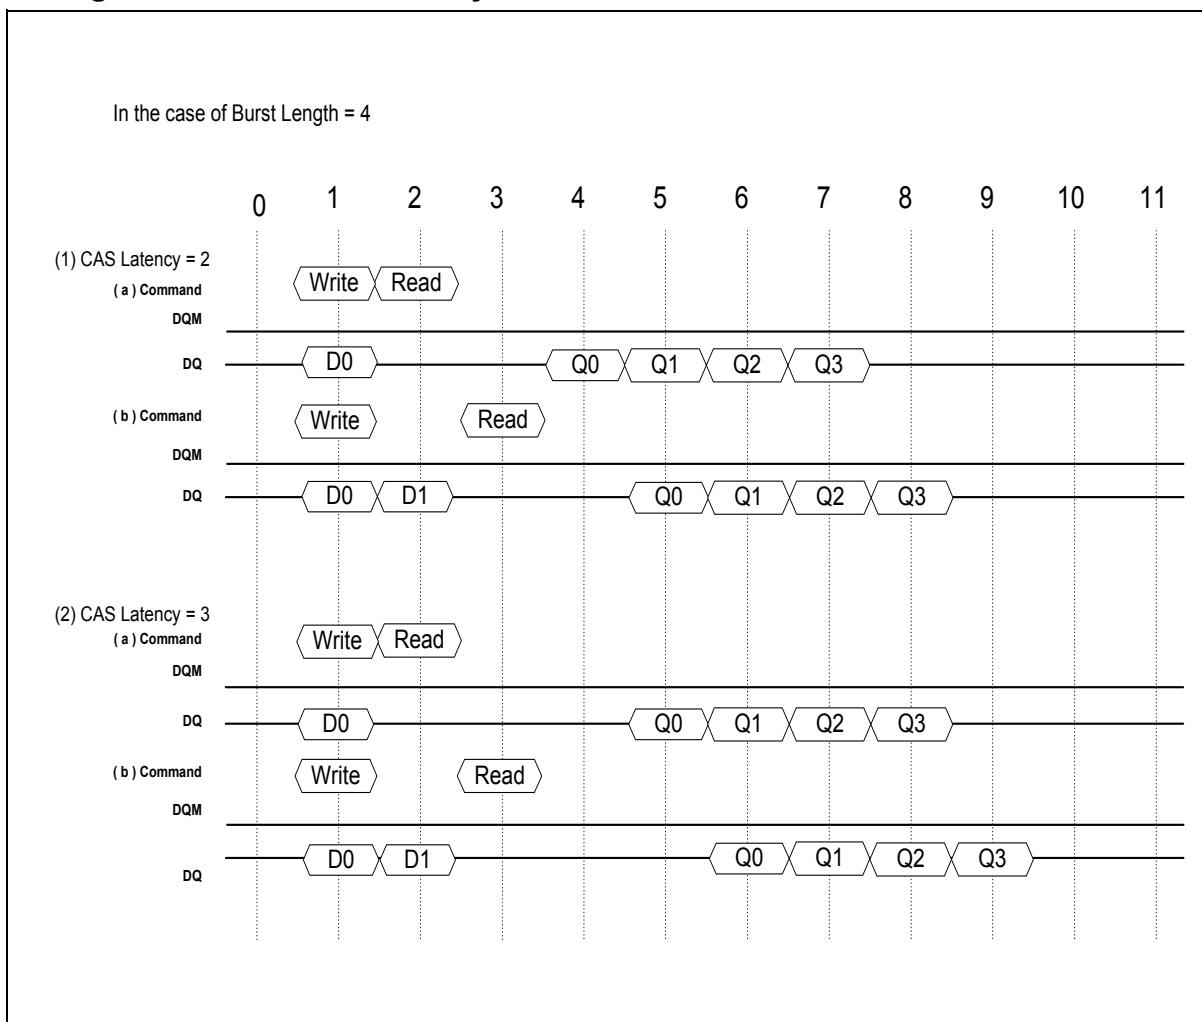 In the case of Burst Length = 4
0 1 2 3 4 5 6 7 8 9 10 11
(1) CAS Latency = 2
( a ) Command Write Read
DQM
DQ D0 Q0 Q1 Q2 Q3
( b ) Command Write Read
DQM
DQ D0 D1 Q0 Q1 Q2 Q3
(2) CAS Latency = 3
( a ) Command Write Read
DQM
DQ D0 Q0 Q1 Q2 Q3
( b ) Command Write Read
DQM
DQ D0 D1 Q0 Q1 Q2 Q3